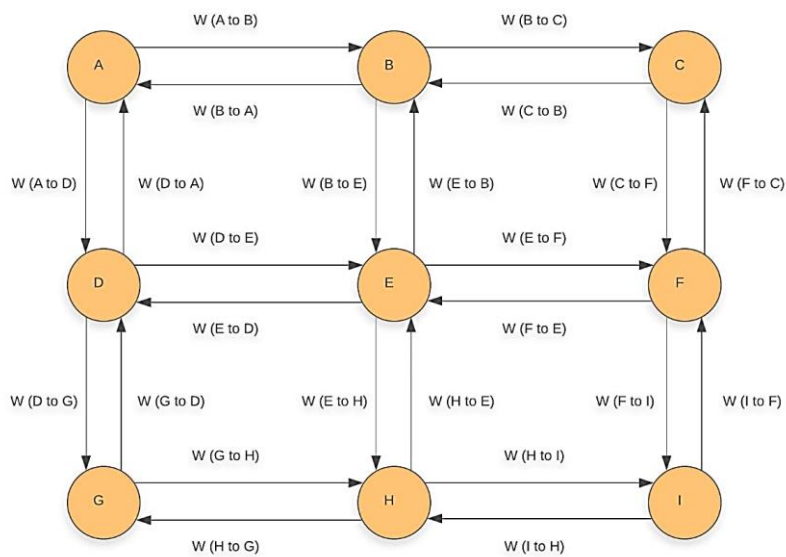 W (A to B)
W (B to C)
A
B
C
W (B to A)
W (C to B)
W (A to D)
W (D to A)
W (B to E)
W (E to B)
W (C to F)
W (F to C)
W (D to E)
W (E to F)
D
E
F
W (E to D)
W (F to E)
W (D to G)
W (G to D)
W (E to H)
W (H to E)
W (F to I)
W (I to F)
W (G to H)
W (H to I)
G
H
I
W (H to G)
W (I to H)